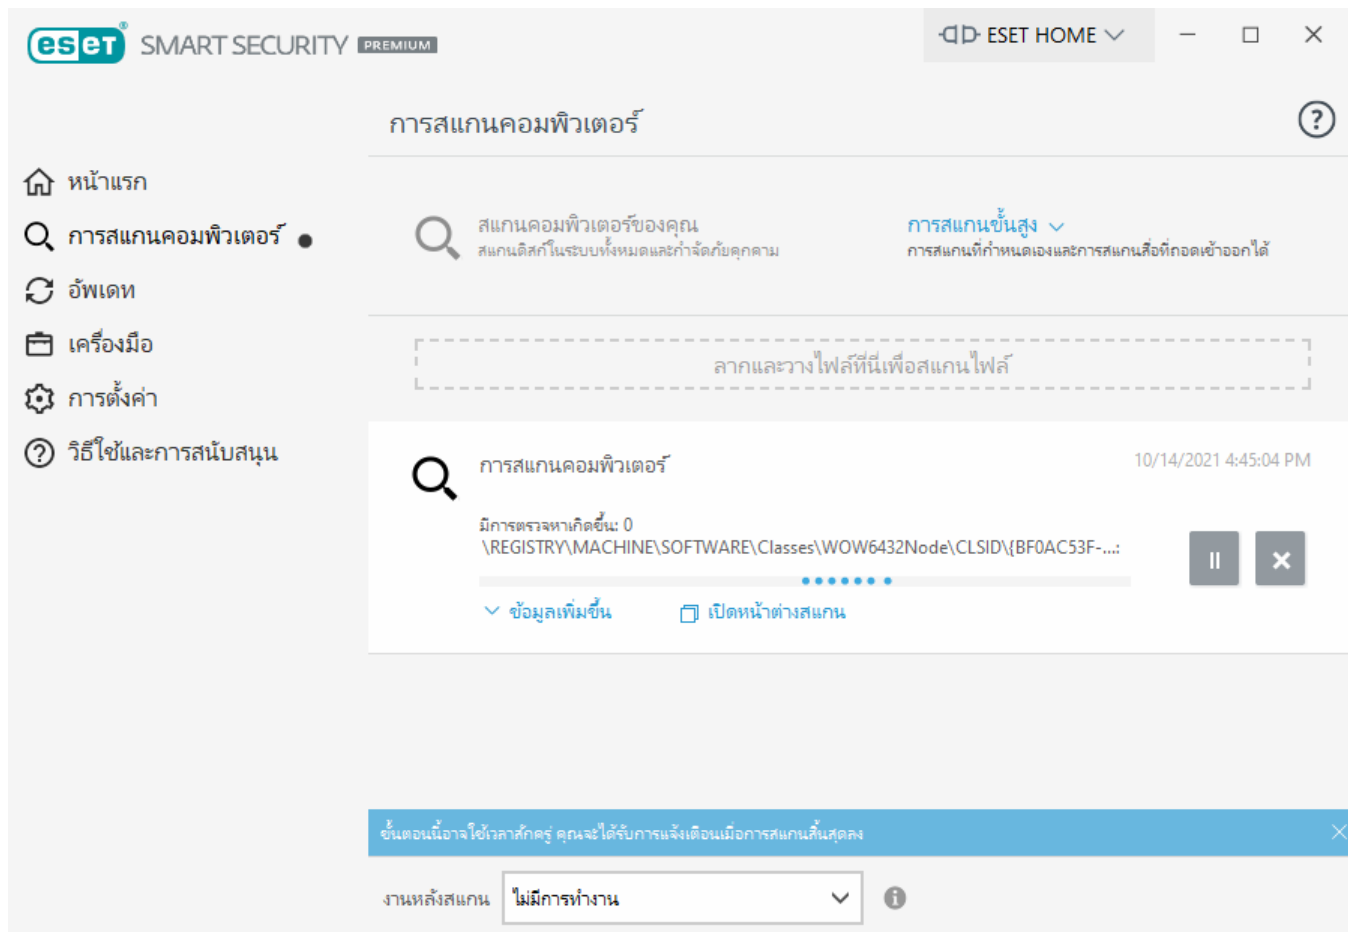 eset® SMART SECURITY PREMIUM
ESET HOME
การสแกนคอมพิวเตอร์
หน้าแรก
การสแกนคอมพิวเตอร์
อัพเดท
เครื่องมือ
การตั้งค่า
วิธีใช้และการสนับสนุน
สแกนคอมพิวเตอร์ของคุณ
สแกนดิสก์ในระบบทั้งหมดและกำจัดภัยคุกคาม
การสแกนขั้นสูง
การสแกนที่กำหนดเองและการสแกนสื่อที่ถอดเข้าออกได้
ลากและวางไฟล์ที่นี่เพื่อสแกนไฟล์
การสแกนคอมพิวเตอร์
10/14/2021 4:45:04 PM
มีการตรวจหาเกิดขึ้น: 0
\REGISTRY\MACHINE\SOFTWARE\Classes\WOW6432Node\CLSID\{BF0AC53F-...:
ข้อมูลเพิ่มขึ้น
เปิดหน้าต่างสแกน
ขั้นตอนนี้อาจใช้เวลาสักครู่ คุณจะได้รับการแจ้งเตือนเมื่อการสแกนสิ้นสุดลง
งานหลังสแกน ไม่มีการทำงาน